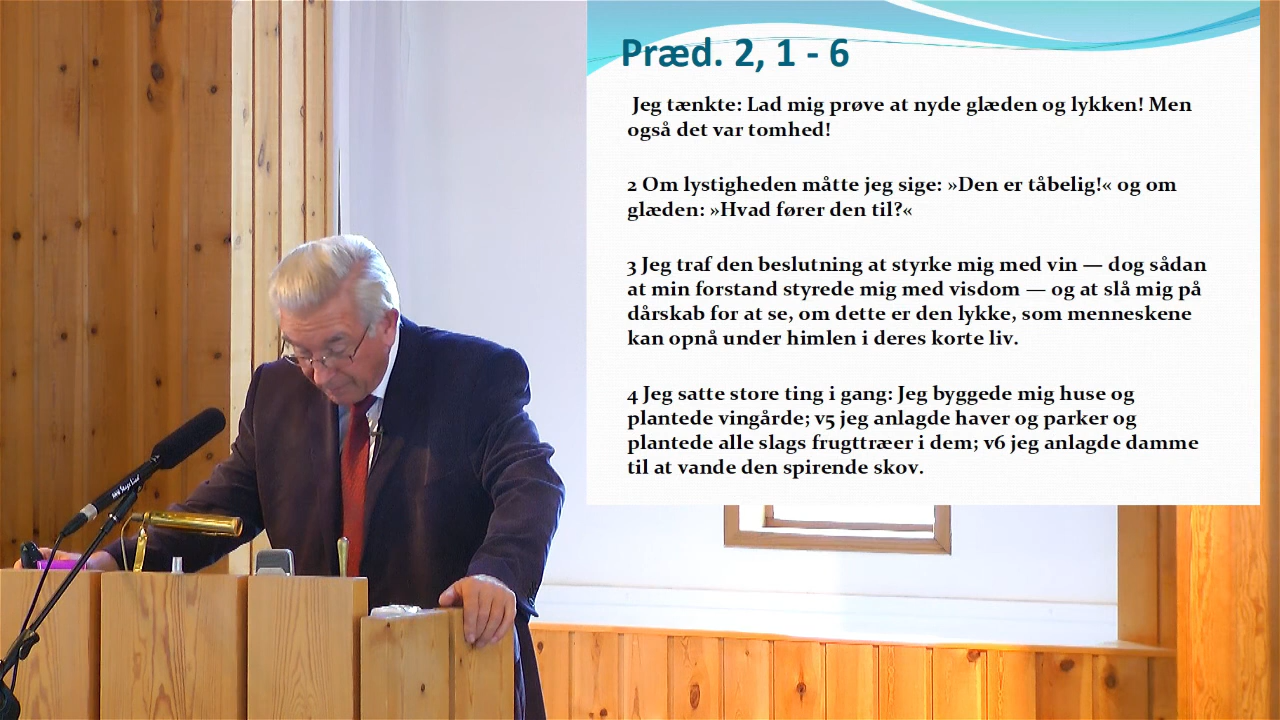 Præd. 2, 1 - 6
Jeg tænkte: Lad mig prøve at nyde glæden og lykken! Men
også det var tomhed!
2 Om lystigheden måtte jeg sige: »Den er tåbelig!« og om
glæden: »Hvad fører den til?«
3 Jeg traf den beslutning at styrke mig med vin — dog sådan
at min forstand styrede mig med visdom — og at slå mig på
dårskab for at se, om dette er den lykke, som menneskene
kan opnå under himlen i deres korte liv.
4 Jeg satte store ting i gang: Jeg byggede mig huse og
plantede vingårde; v5 jeg anlagde haver og parker og
plantede alle slags frugttræer i dem; v6 jeg anlagde damme
til at vande den spirende skov.